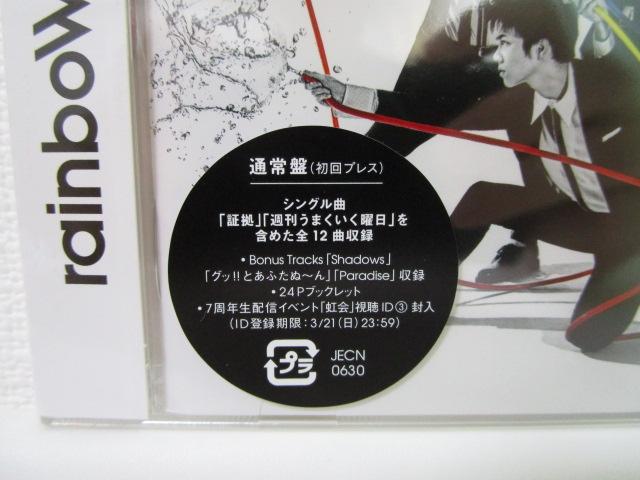 rainboW
通常盤(初回プレス)
シングル曲
「証拠」「週刊うまくいく曜日」を
含めた全12曲収録
・Bonus Tracks「Shadows」
「グッ!!とあふたぬ〜ん」「Paradise」収録
・24Pブックレット
・7周年生配信イベント「虹会」視聴ID③封入
(ID登録期限:3/21(日)23:59)
プラ
JECN
0630